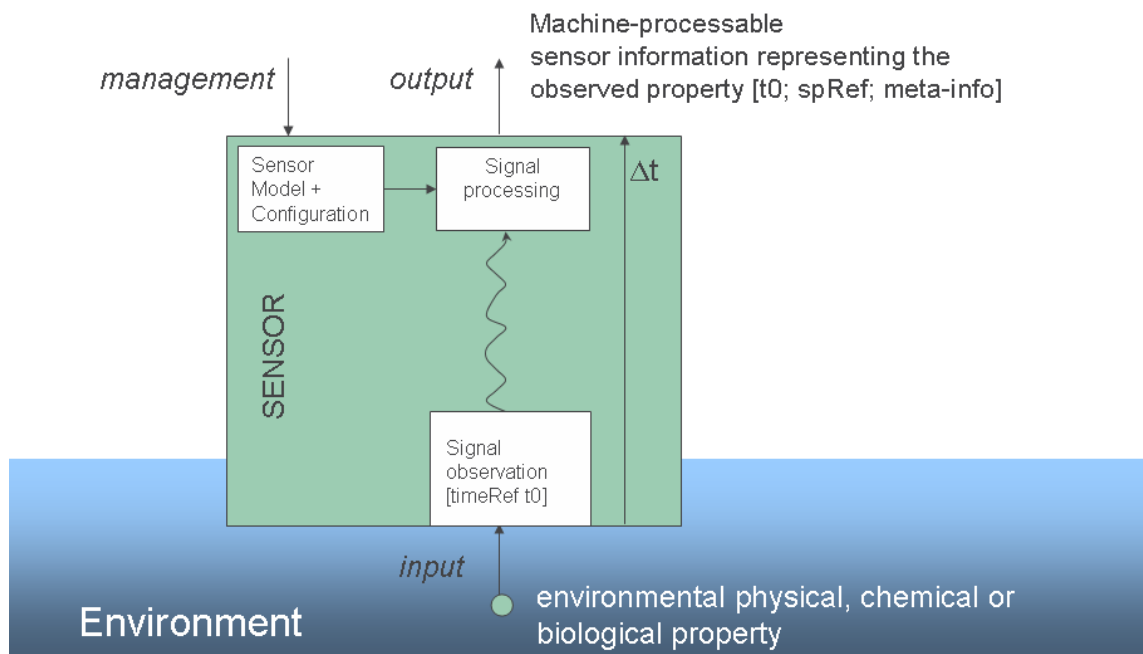 Machine-processable
sensor information representing the
observed property [t0; spRef; meta-info]
management
output
Sensor
Model +
Configuration
Signal
processing
Δt
SENSOR
Signal
observation
[timeRef t0]
input
environmental physical, chemical or
biological property
Environment